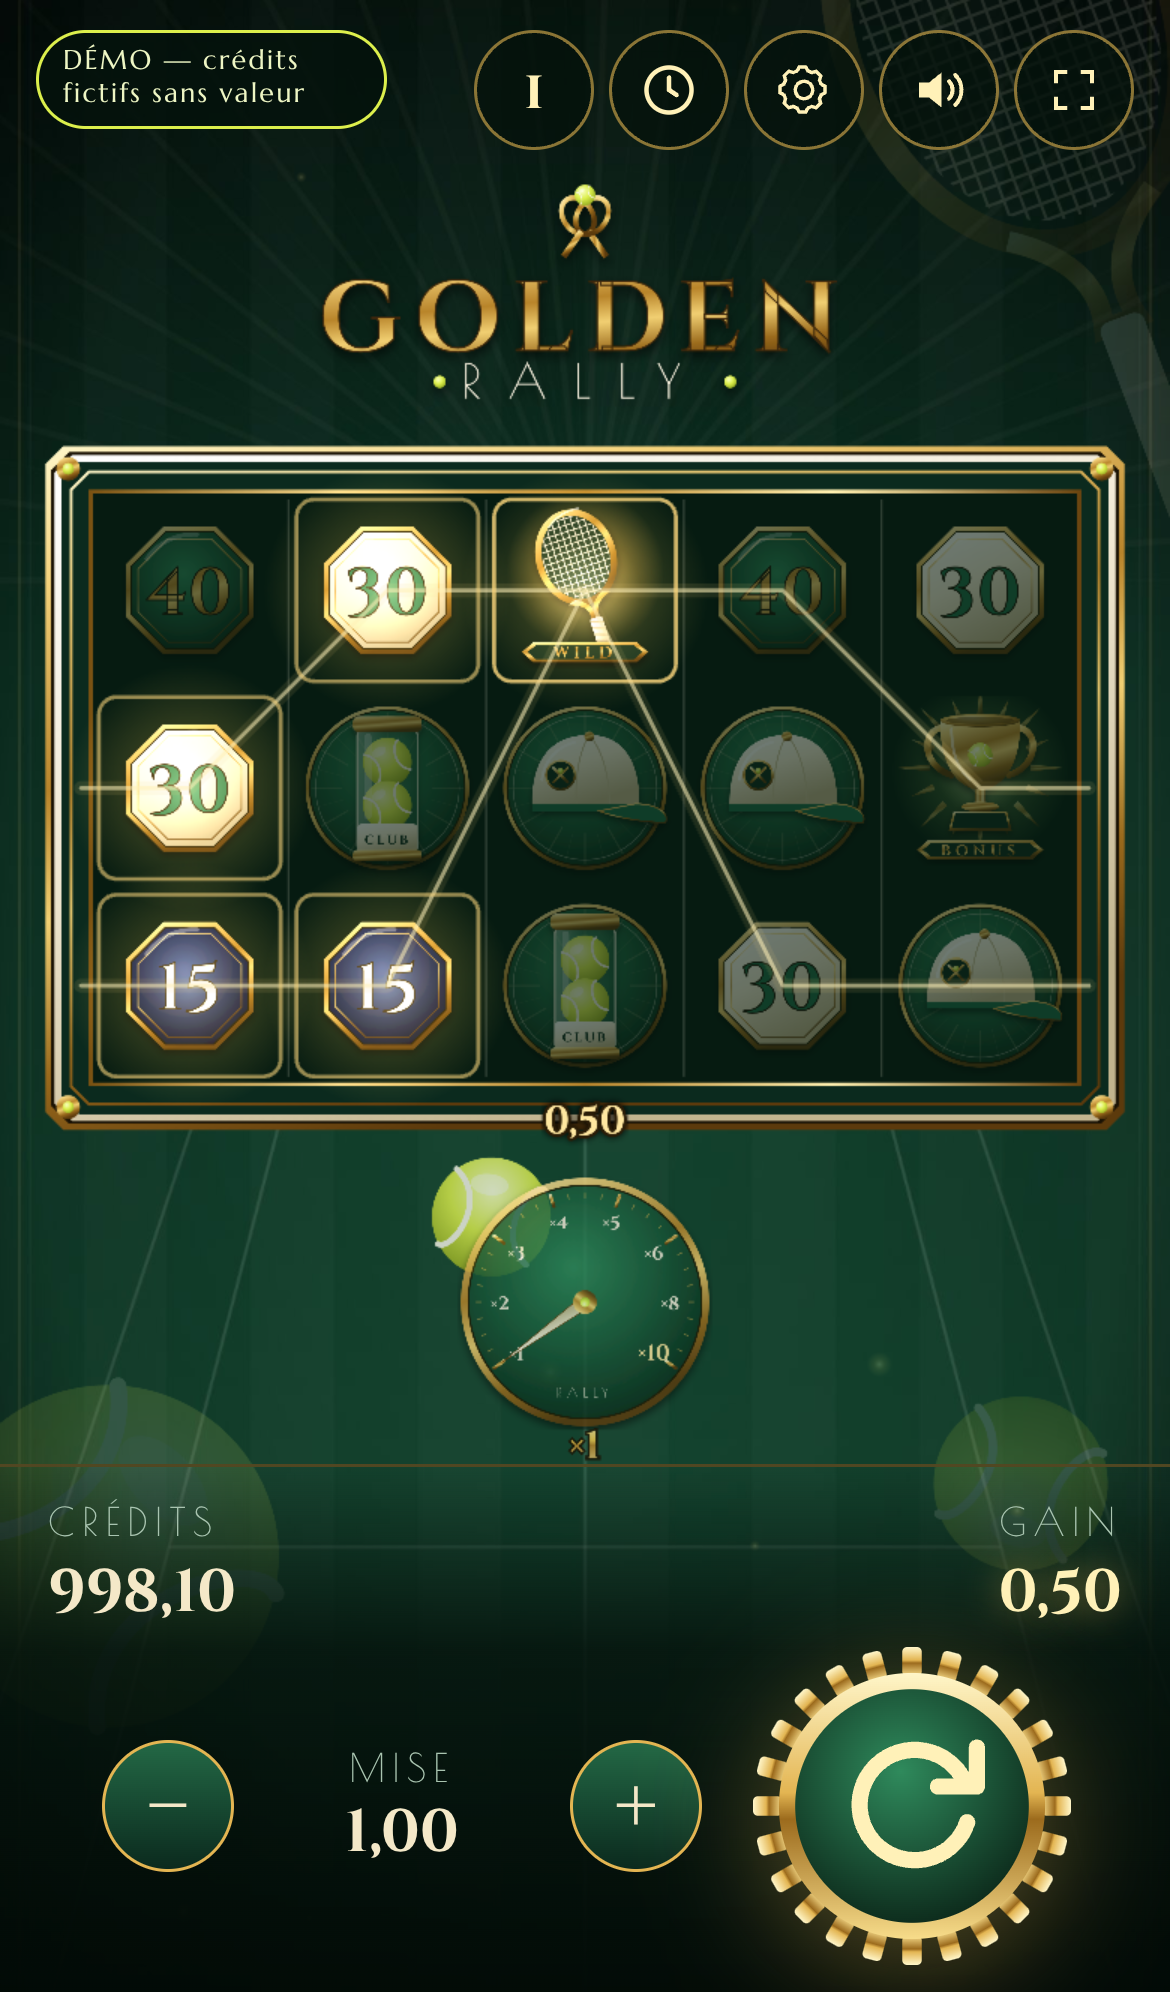 DÉMO — crédits
fictifs sans valeur
I
GOLDEN
RALLY
40 30 40 30
WILD
30
CLUB
BONUS
15 15 30
CLUB
0,50
×4 ×5
×3 ×6
×2 ×8
×1 ×10
RALLY
×1
CRÉDITS GAIN
998,10 0,50
MISE
− 1,00 +